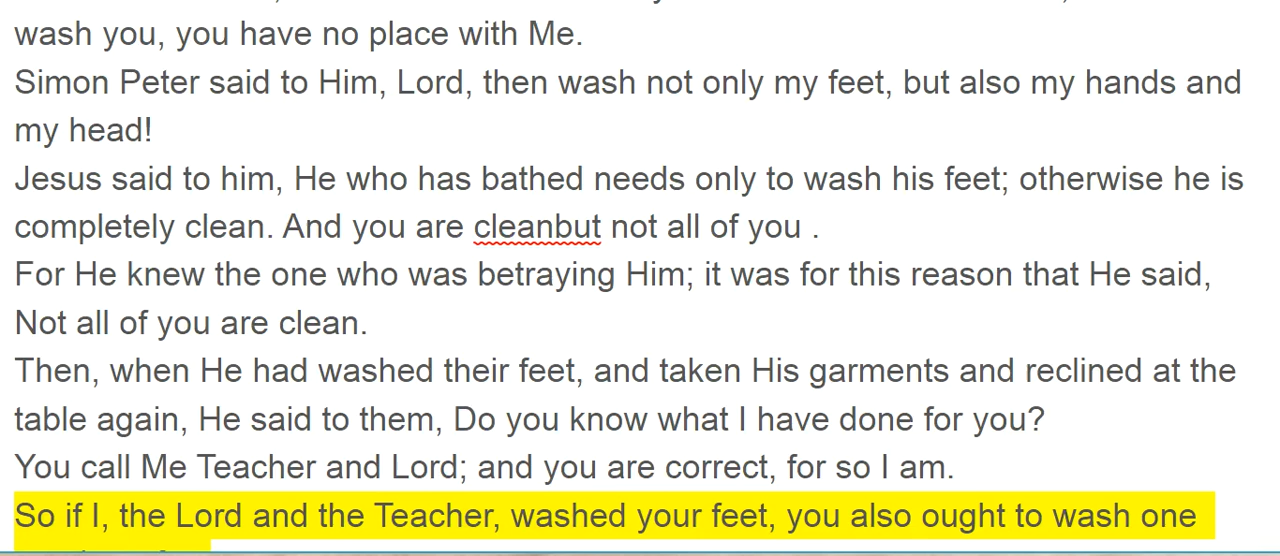 wash you, you have no place with Me.
Simon Peter said to Him, Lord, then wash not only my feet, but also my hands and
my head!
Jesus said to him, He who has bathed needs only to wash his feet; otherwise he is
completely clean. And you are cleanbut not all of you .
For He knew the one who was betraying Him; it was for this reason that He said,
Not all of you are clean.
Then, when He had washed their feet, and taken His garments and reclined at the
table again, He said to them, Do you know what I have done for you?
You call Me Teacher and Lord; and you are correct, for so I am.
So if I, the Lord and the Teacher, washed your feet, you also ought to wash one